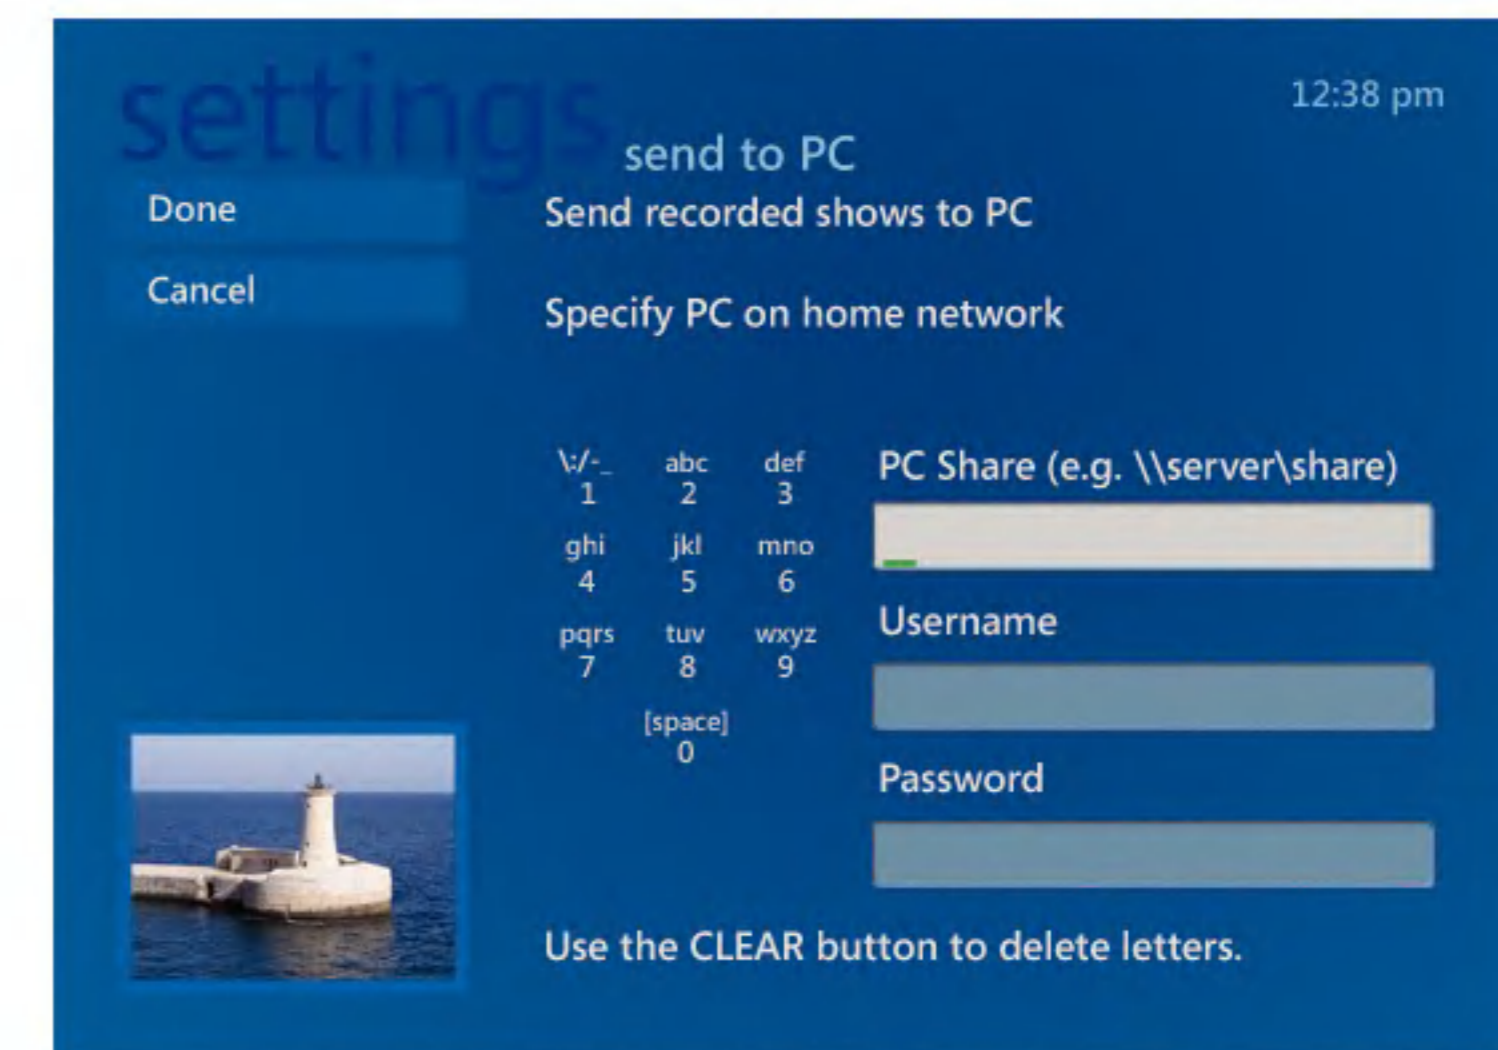 settings
12:38 pm
send to PC
Done
Cancel
Send recorded shows to PC
Specify PC on home network
\:/-_ abc def
1 2 3
ghi jkl mno
4 5 6
pqrs tuv wxyz
7 8 9
[space]
0
PC Share (e.g. \\server\share)
Username
Password
Use the CLEAR button to delete letters.